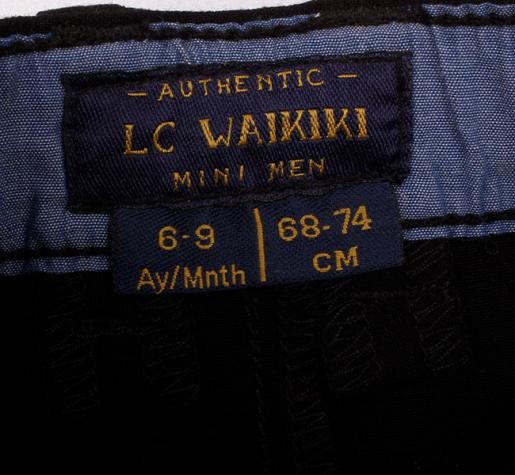 - AUTHENTIC -
LC WAIKIKI
MINI MEN
6-9 | 68-74
Ay/Mnth | CM